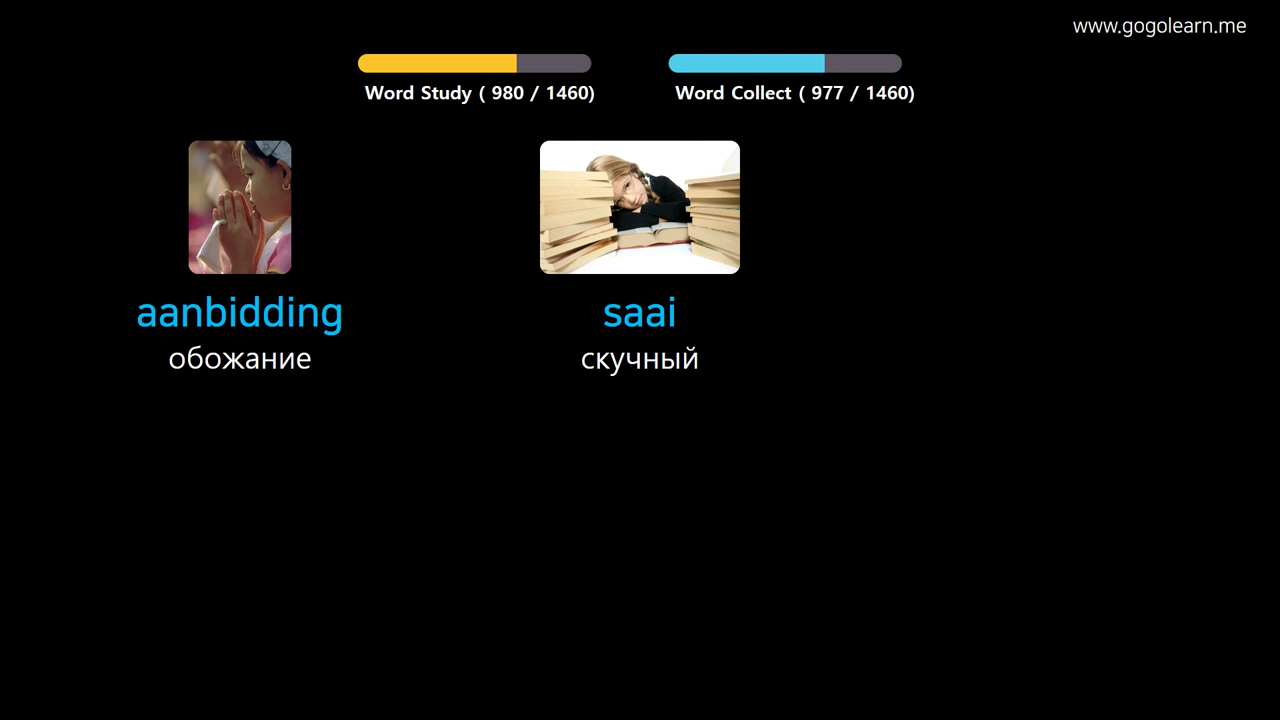 www.gogolearn.me
Word Study ( 980 / 1460)
Word Collect ( 977 / 1460)
aanbidding
обожание
saai
скучный